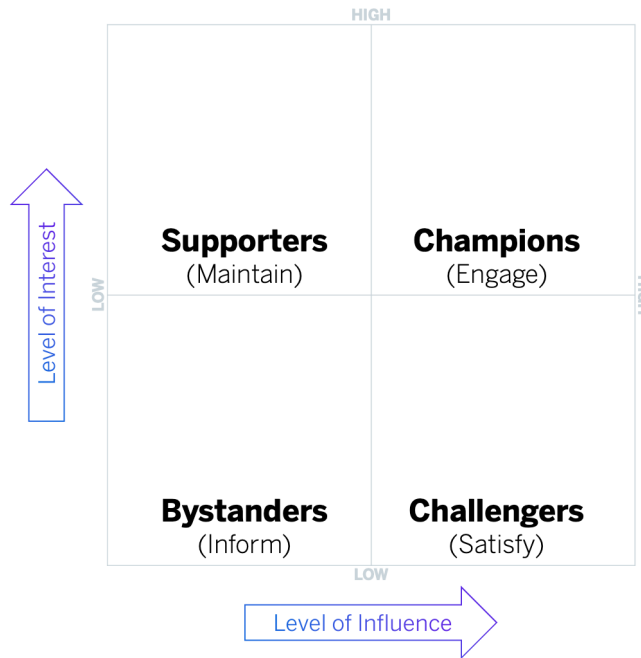 HIGH
Supporters
(Maintain)
Champions
(Engage)
Level of Interest
LOW
Bystanders
(Inform)
Challengers
(Satisfy)
LOW
Level of Influence